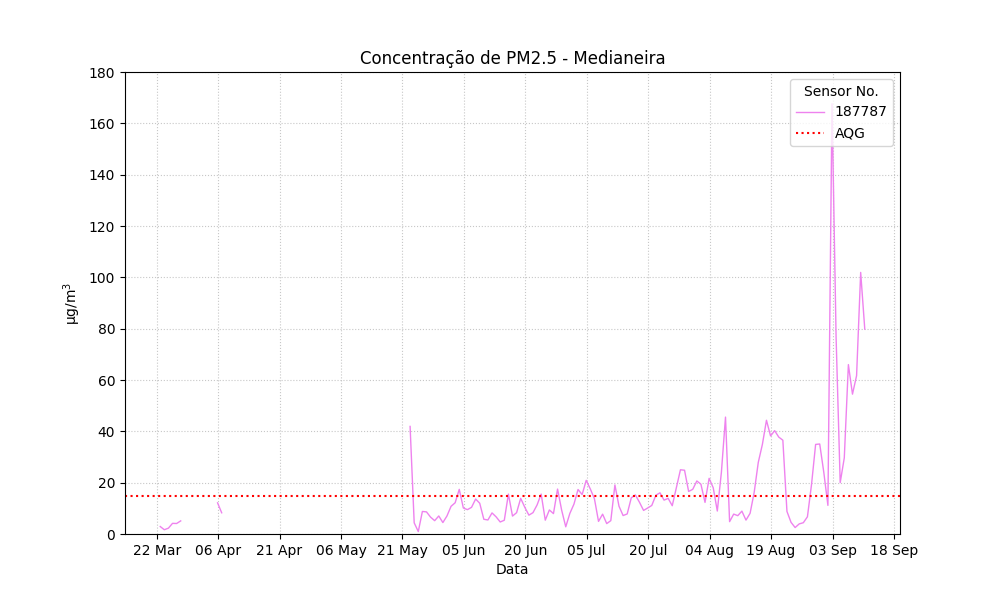 Concentração de PM2.5 - Medianeira
Sensor No.
187787
AQG
180
160
140
120
100
80
60
40
20
0
µg/m³
22 Mar 06 Apr 21 Apr 06 May 21 May 05 Jun 20 Jun 05 Jul 20 Jul 04 Aug 19 Aug 03 Sep 18 Sep
Data